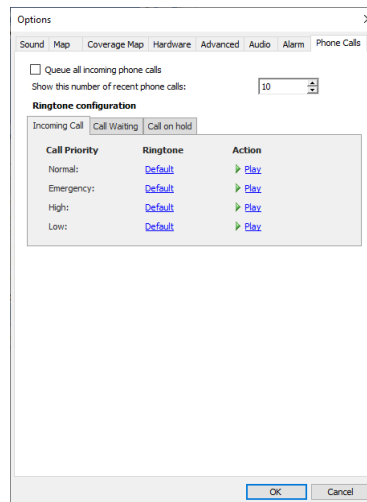 Options
Sound Map Coverage Map Hardware Advanced Audio Alarm Phone Calls
Queue all incoming phone calls
Show this number of recent phone calls: 10
Ringtone configuration
Incoming Call Call Waiting Call on hold
Call Priority Ringtone Action
Normal: Default Play
Emergency: Default Play
High: Default Play
Low: Default Play
OK Cancel